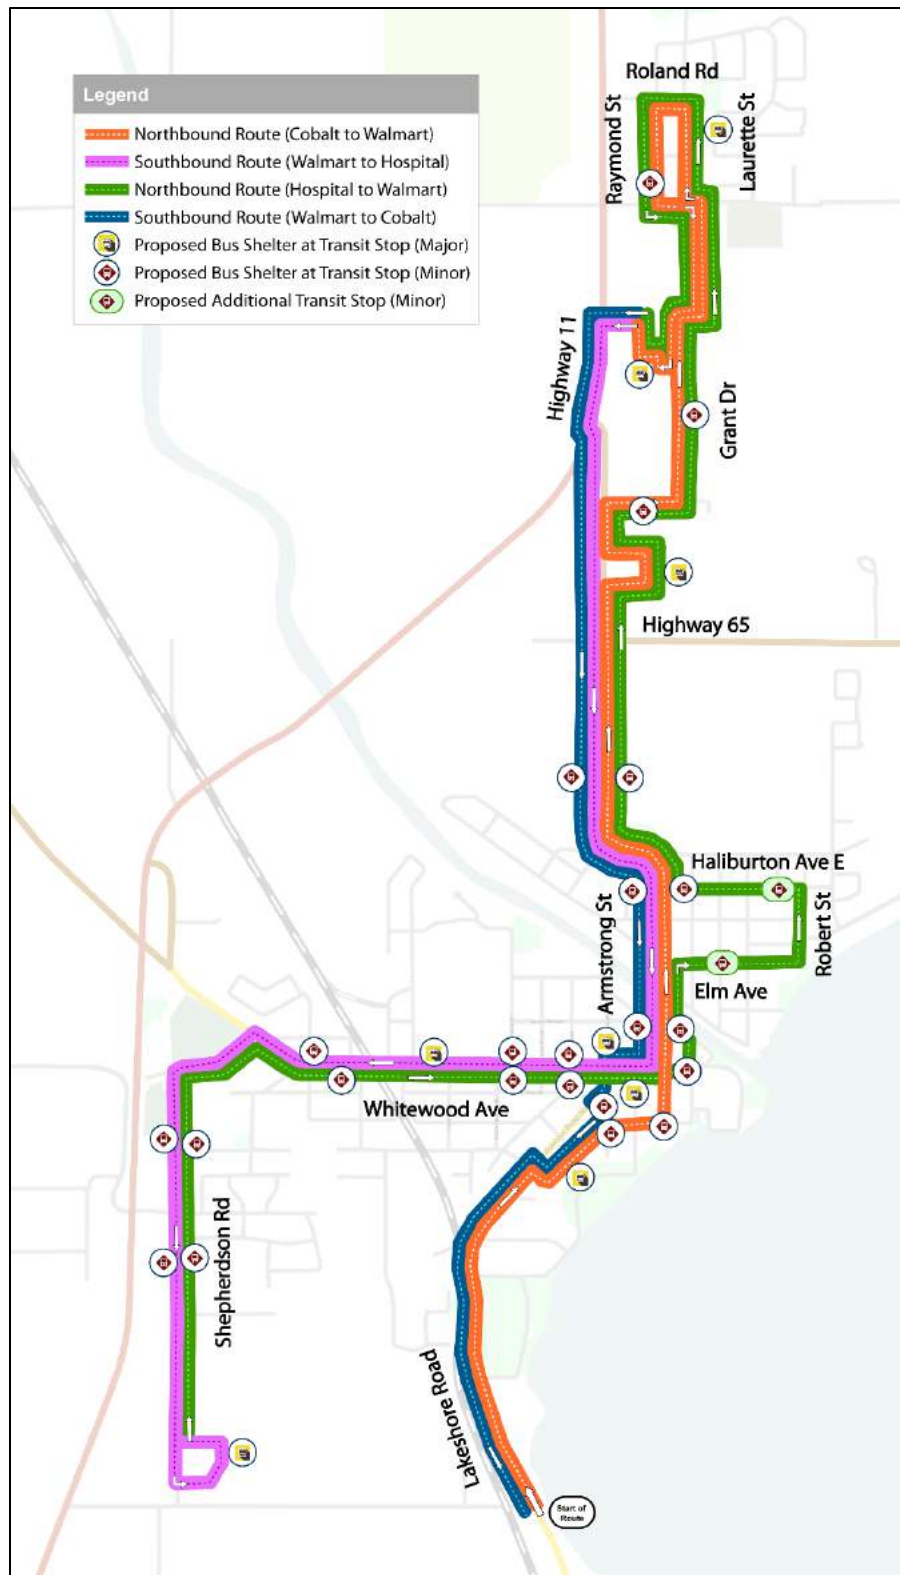 Legend
Northbound Route (Cobalt to Walmart)
Southbound Route (Walmart to Hospital)
Northbound Route (Hospital to Walmart)
Southbound Route (Walmart to Cobalt)
Proposed Bus Shelter at Transit Stop (Major)
Proposed Bus Shelter at Transit Stop (Minor)
Proposed Additional Transit Stop (Minor)
Roland Rd
Raymond St
Laurette St
Highway 11
Grant Dr
Highway 65
Haliburton Ave E
Armstrong St
Robert St
Elm Ave
Whitewood Ave
Shepherdson Rd
Lakeshore Road
Start of
Route